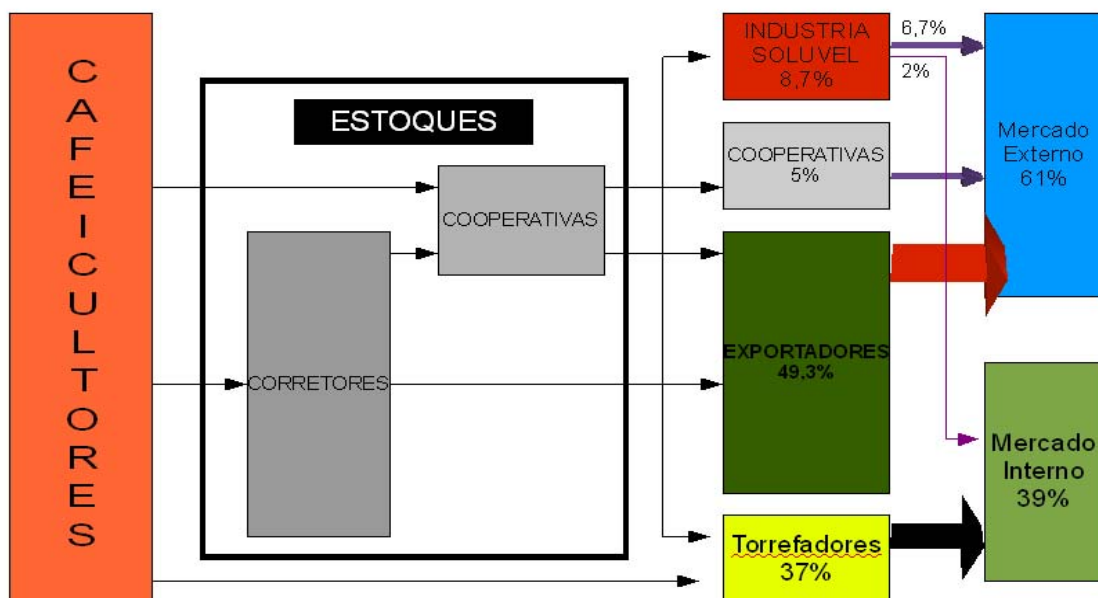 CAFEICULTORES
ESTOQUES
COOPERATIVAS
CORRETORES
INDUSTRIA
SOLUVEL
8,7%
6,7%
2%
COOPERATIVAS
5%
EXPORTADORES
49,3%
Torrefadores
37%
Mercado
Externo
61%
Mercado
Interno
39%